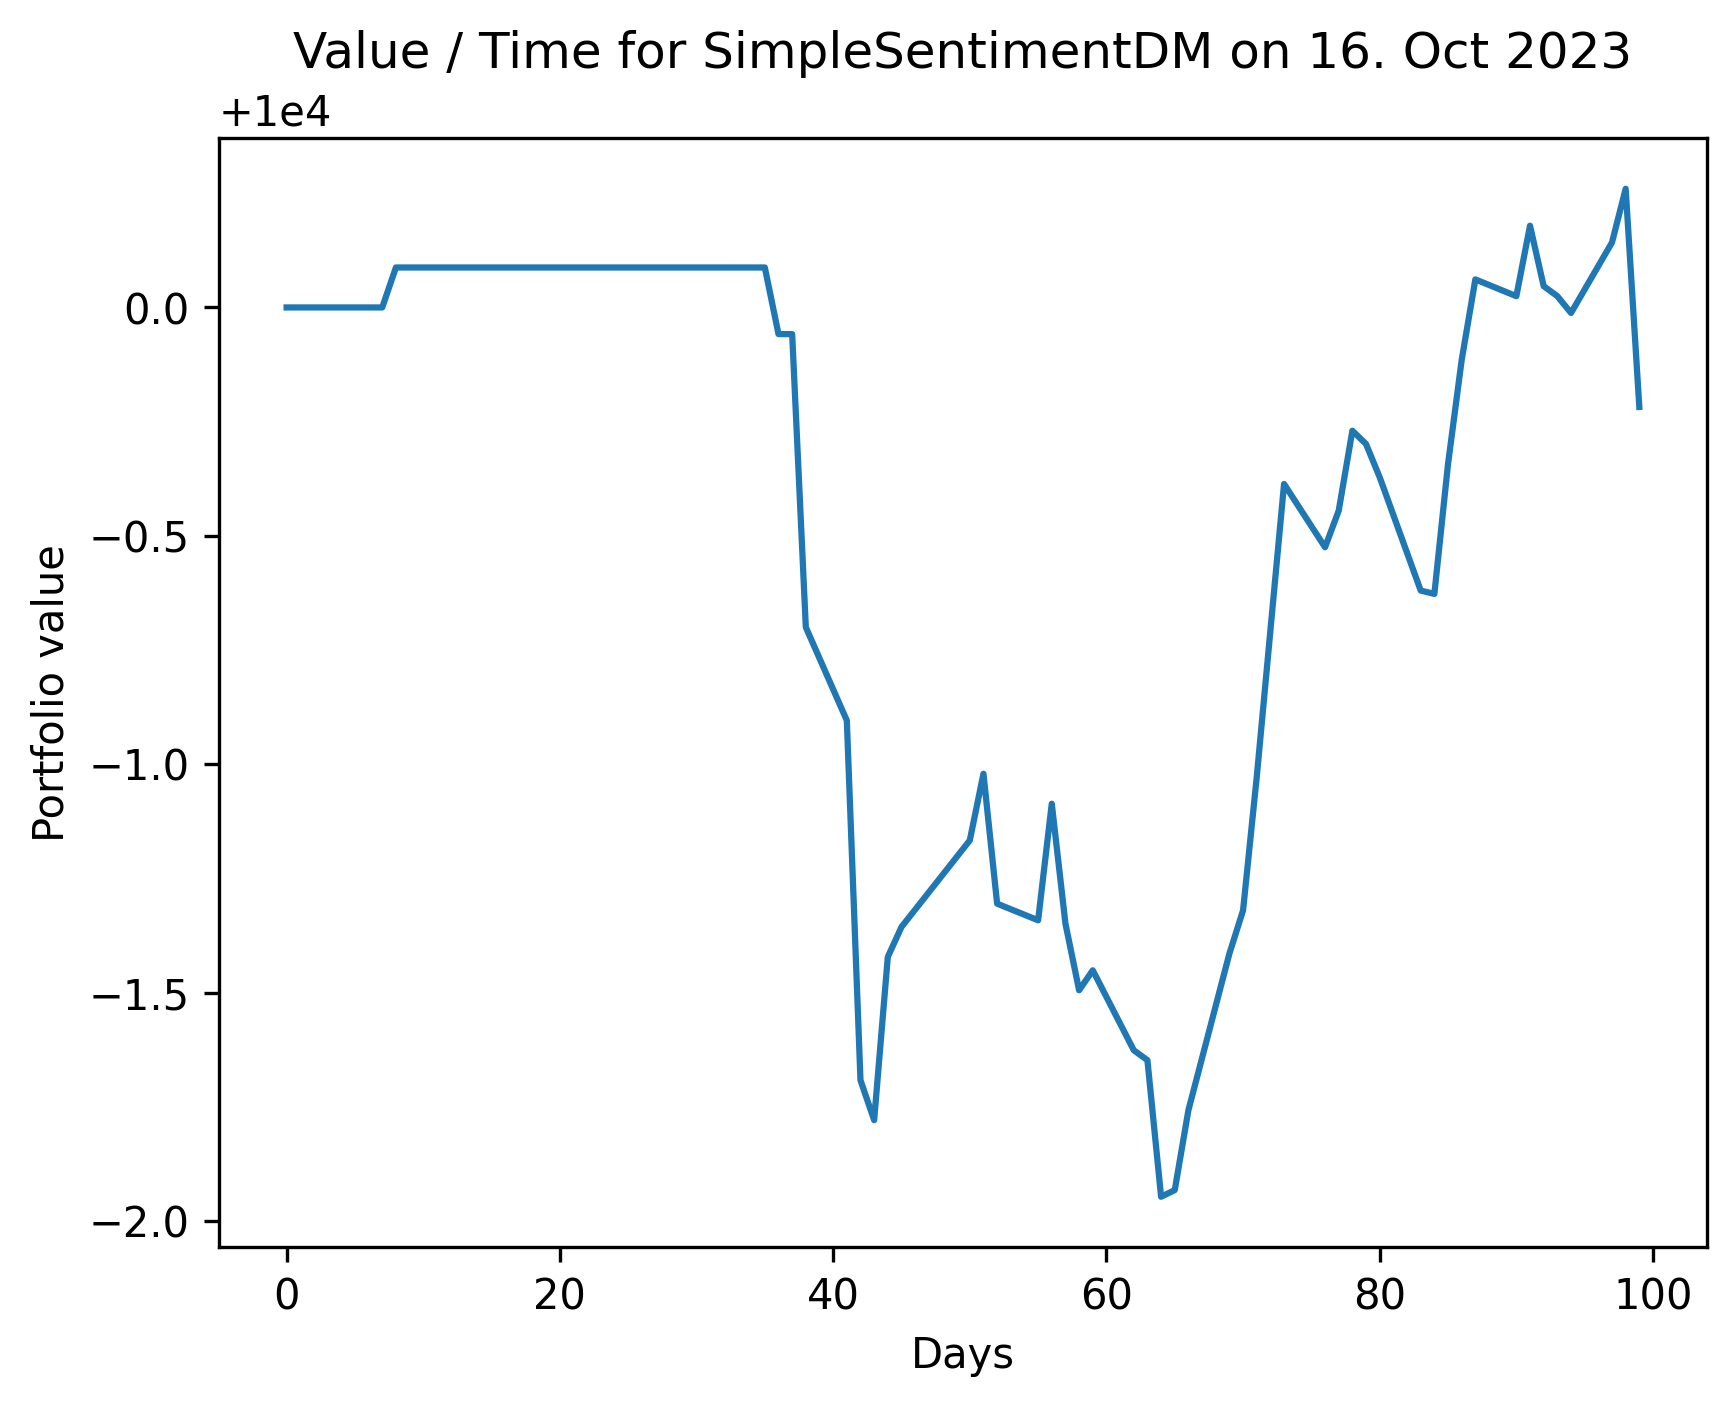 Value / Time for SimpleSentimentDM on 16. Oct 2023
+1e4
0.0
−0.5
−1.0
−1.5
−2.0
Portfolio value
0 20 40 60 80 100
Days